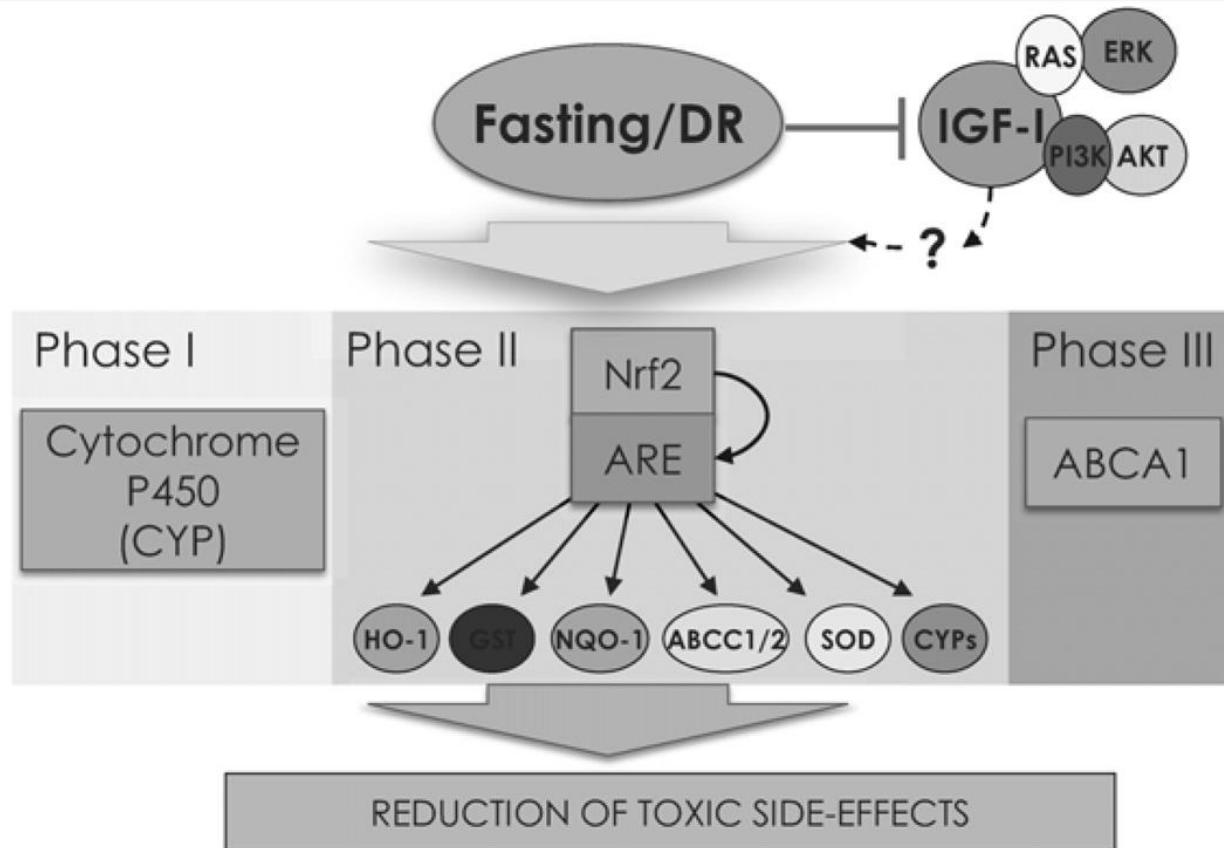 Fasting/DR
IGF-I
RAS
ERK
PI3K
AKT
?
Phase I
Cytochrome
P450
(CYP)
Phase II
Nrf2
ARE
HO-1
GST
NQO-1
ABCC1/2
SOD
CYPs
Phase III
ABCA1
REDUCTION OF TOXIC SIDE-EFFECTS